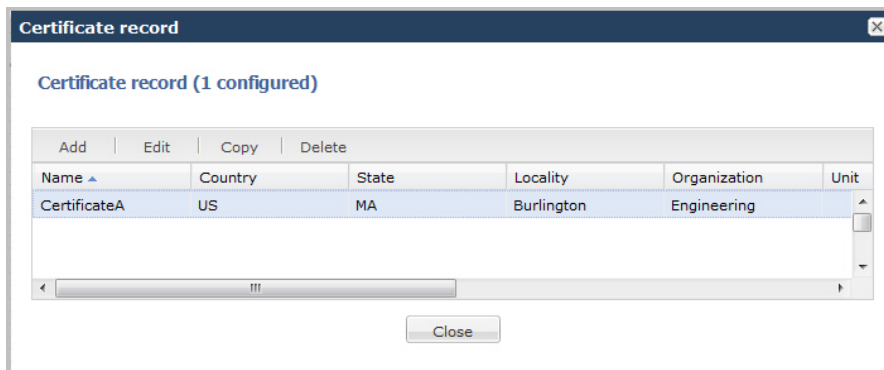 Certificate record
Certificate record (1 configured)
Add Edit Copy Delete
Name Country State Locality Organization Unit
CertificateA US MA Burlington Engineering
Close